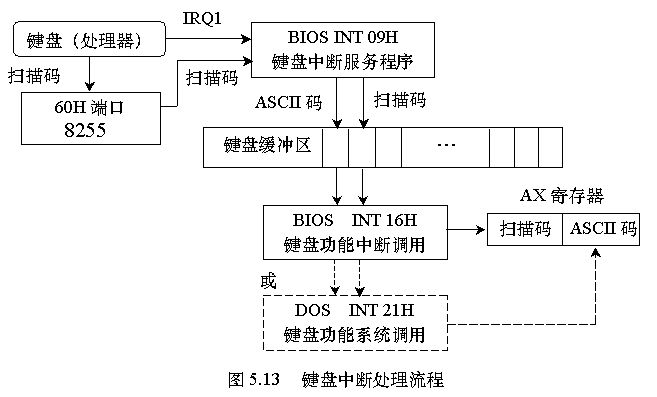 IRQ1
键盘（处理器）
BIOS INT 09H
键盘中断服务程序
扫描码
扫描码
60H 端口
8255
ASCII 码
扫描码
键盘缓冲区
···
AX 寄存器
BIOS INT 16H
键盘功能中断调用
扫描码
ASCII 码
或
DOS INT 21H
键盘功能系统调用
图 5.13 键盘中断处理流程